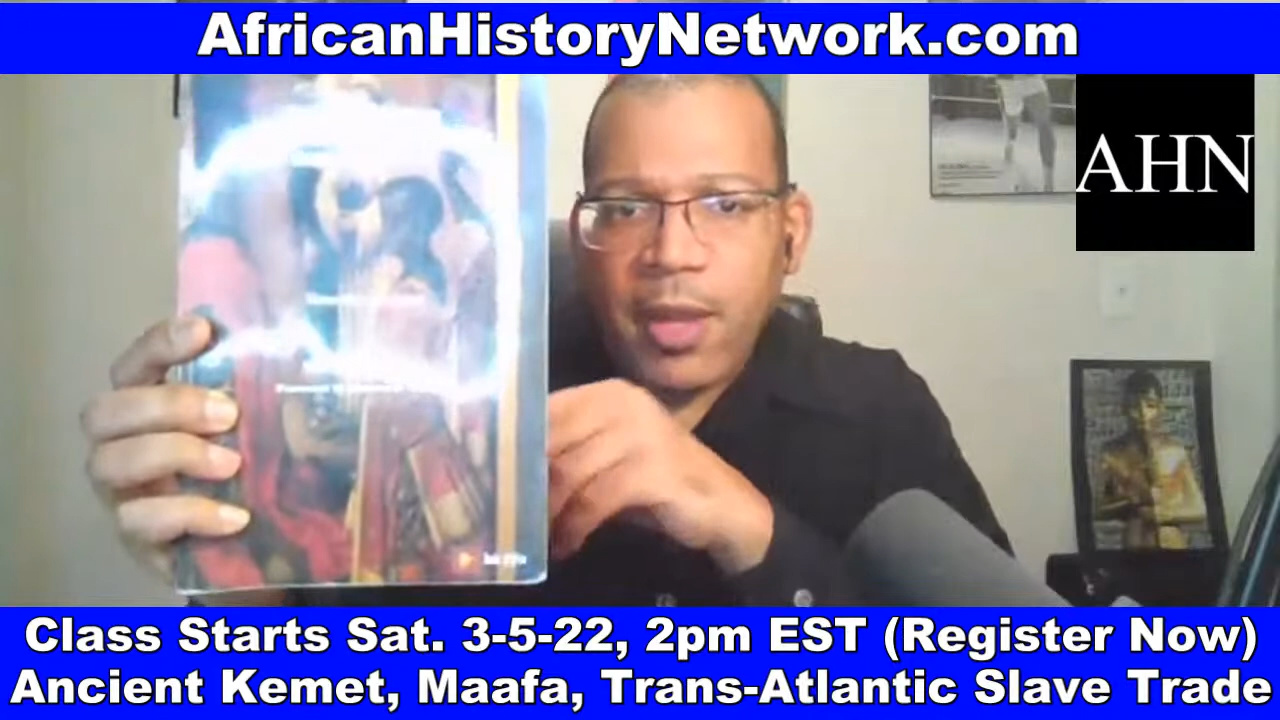 AfricanHistoryNetwork.com
AHN
Class Starts Sat. 3-5-22, 2pm EST (Register Now)
Ancient Kemet, Maafa, Trans-Atlantic Slave Trade